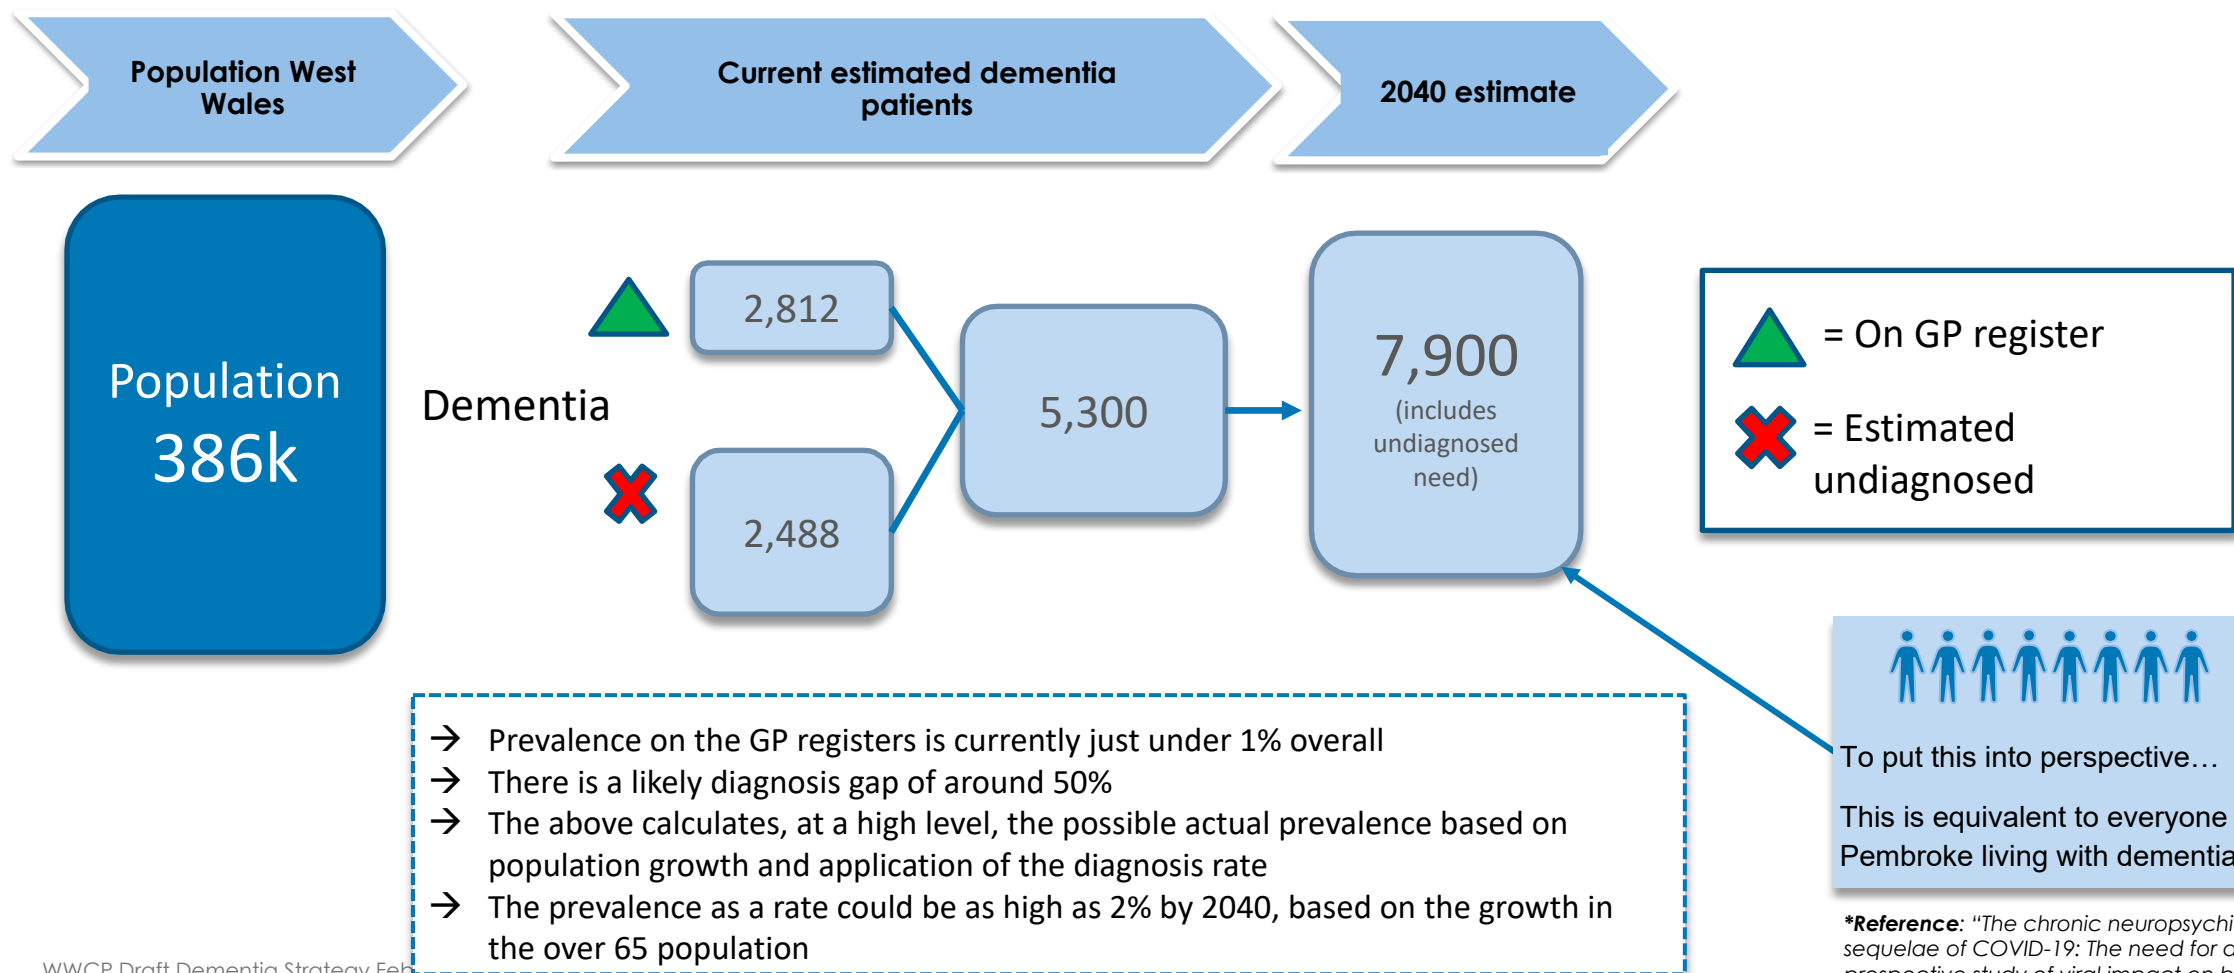 Population West
Wales
Current estimated dementia
patients
2040 estimate
Population
386k
Dementia
2,812
2,488
5,300
7,900
(includes
undiagnosed
need)
= On GP register
= Estimated
undiagnosed
To put this into perspective…
This is equivalent to everyone
Pembroke living with dementia
→ Prevalence on the GP registers is currently just under 1% overall
→ There is a likely diagnosis gap of around 50%
→ The above calculates, at a high level, the possible actual prevalence based on
population growth and application of the diagnosis rate
→ The prevalence as a rate could be as high as 2% by 2040, based on the growth in
the over 65 population
*Reference: “The chronic neuropsychi
sequelae of COVID-19: The need for a
prospective study of viral impact on b
WWCP Draft Dementia Strategy Feb